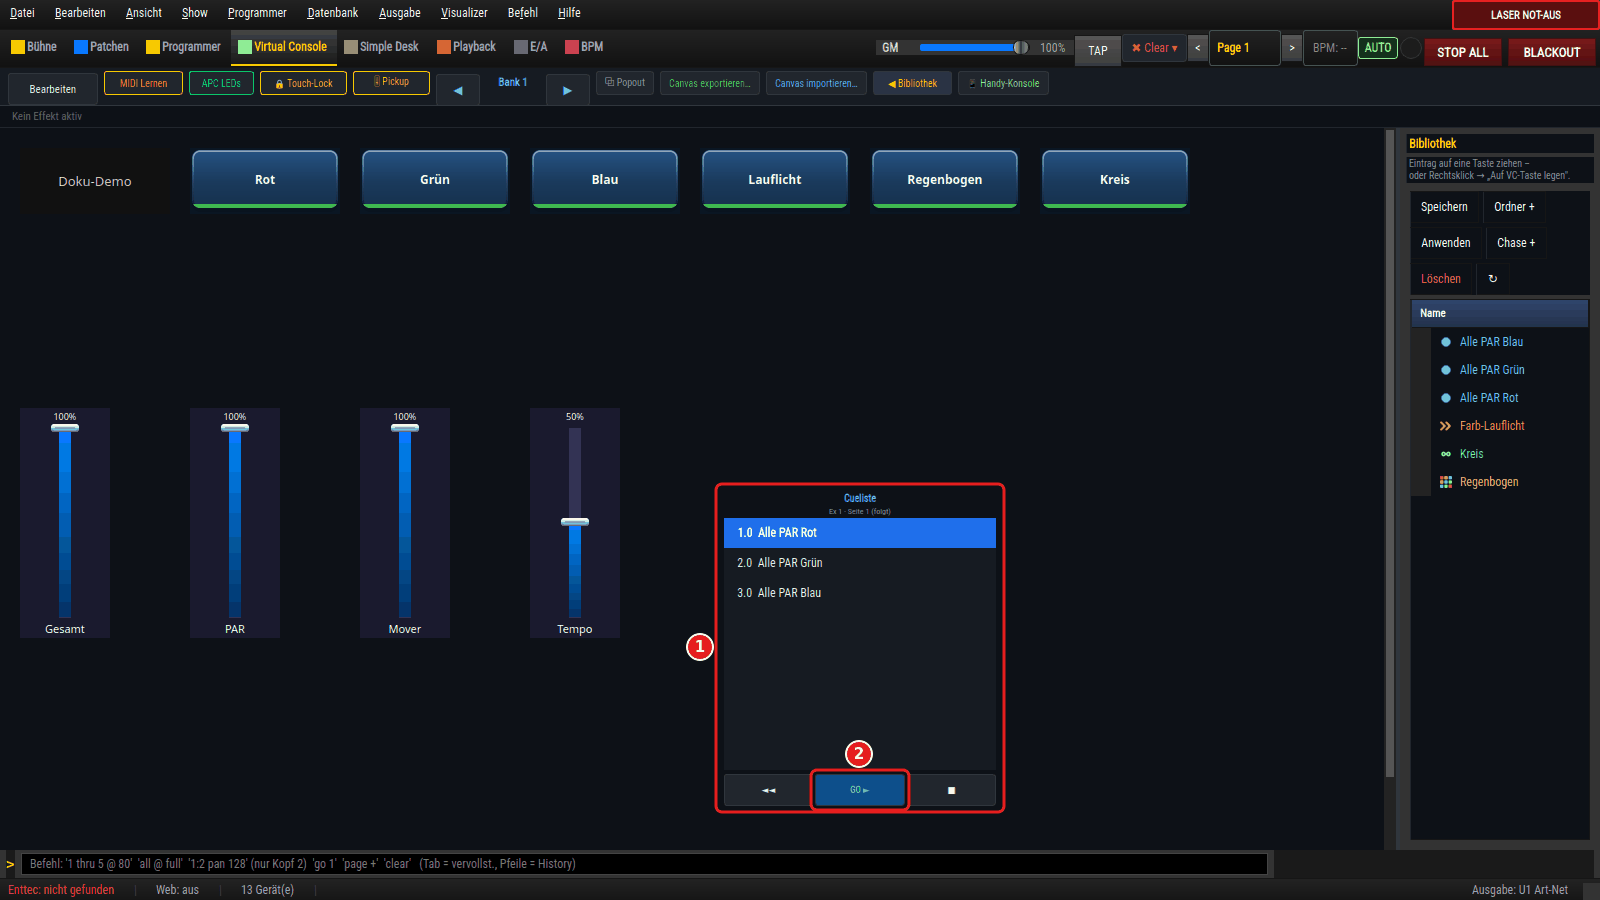 Datei Bearbeiten Ansicht Show Programmer Datenbank Ausgabe Visualizer Befehl Hilfe
LASER NOT-AUS
Bühne Patchen Programmer Virtual Console Simple Desk Playback E/A BPM
GM 100% TAP ✖ Clear ▾ < Page 1 > BPM: -- AUTO STOP ALL BLACKOUT
Bearbeiten MIDI Lernen APC LEDs Touch-Lock Pickup ◀ Bank 1 ▶ Popout Canvas exportieren... Canvas importieren... ◀ Bibliothek Handy-Konsole
Kein Effekt aktiv
Doku-Demo Rot Grün Blau Lauflicht Regenbogen Kreis
Bibliothek
Eintrag auf eine Taste ziehen –
oder Rechtsklick → „Auf VC-Taste legen".
Speichern Ordner +
Anwenden Chase +
Löschen ↻
Name
Alle PAR Blau
Alle PAR Grün
Alle PAR Rot
Farb-Lauflicht
Kreis
Regenbogen
100% 100% 100% 50%
Gesamt PAR Mover Tempo
Cueliste
Ex 1 · Seite 1 (folgt)
1.0 Alle PAR Rot
2.0 Alle PAR Grün
3.0 Alle PAR Blau
1
2
◄◄ GO ► ■
> Befehl: '1 thru 5 @ 80' 'all @ full' '1:2 pan 128' (nur Kopf 2) 'go 1' 'page +' 'clear' (Tab = vervollst., Pfeile = History)
Enttec: nicht gefunden Web: aus 13 Gerät(e) Ausgabe: U1 Art-Net